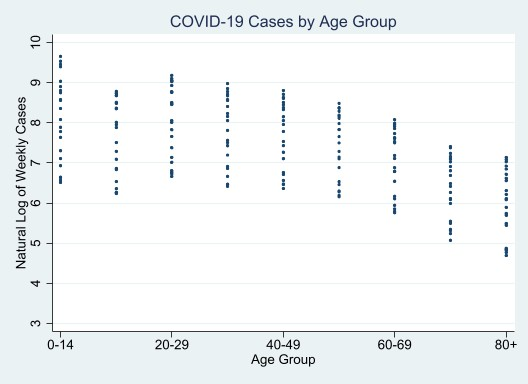 COVID-19 Cases by Age Group
Natural Log of Weekly Cases
10
9
8
7
6
5
4
3
0-14 20-29 40-49 60-69 80+
Age Group